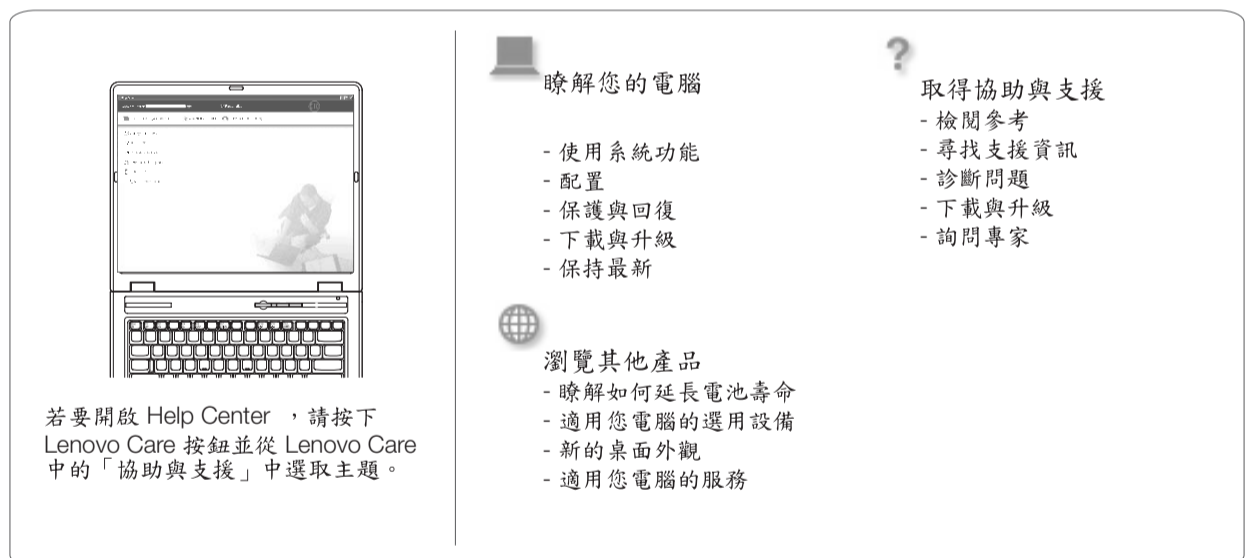 若要開啟 Help Center ，請按下
Lenovo Care 按鈕並從 Lenovo Care
中的「協助與支援」中選取主題。
瞭解您的電腦
- 使用系統功能
- 配置
- 保護與回復
- 下載與升級
- 保持最新
瀏覽其他產品
- 瞭解如何延長電池壽命
- 適用您電腦的選用設備
- 新的桌面外觀
- 適用您電腦的服務
?
取得協助與支援
- 檢閱參考
- 尋找支援資訊
- 診斷問題
- 下載與升級
- 詢問專家